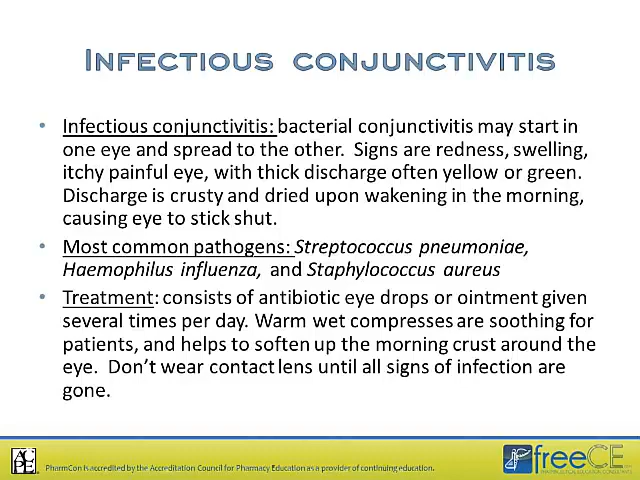 INFECTIOUS CONJUNCTIVITIS
• Infectious conjunctivitis: bacterial conjunctivitis may start in
one eye and spread to the other. Signs are redness, swelling,
itchy painful eye, with thick discharge often yellow or green.
Discharge is crusty and dried upon wakening in the morning,
causing eye to stick shut.
• Most common pathogens: Streptococcus pneumoniae,
Haemophilus influenza, and Staphylococcus aureus
• Treatment: consists of antibiotic eye drops or ointment given
several times per day. Warm wet compresses are soothing for
patients, and helps to soften up the morning crust around the
eye. Don't wear contact lens until all signs of infection are
gone.
ACPE
PharmCon is accredited by the Accreditation Council for Pharmacy Education as a provider of continuing education.
freeCE